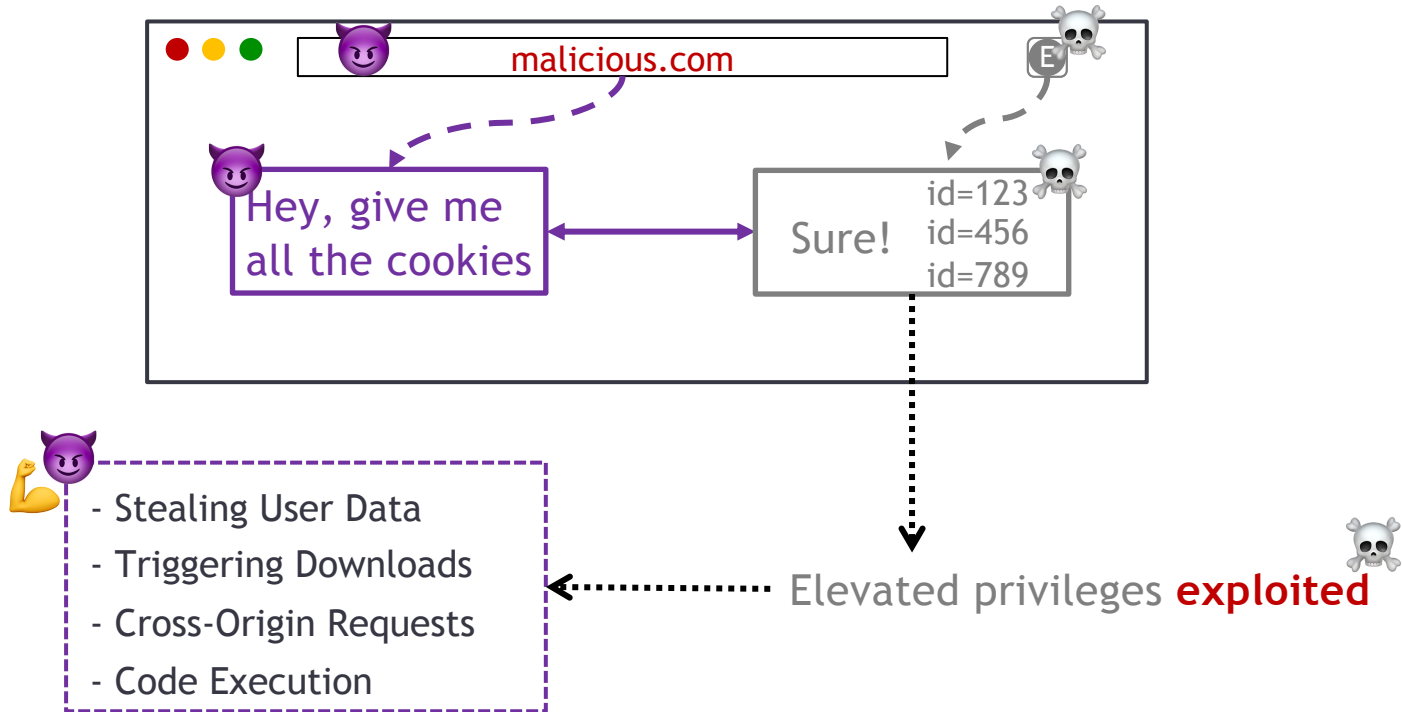 malicious.com
E
Hey, give me
all the cookies
Sure!
id=123
id=456
id=789
- Stealing User Data
- Triggering Downloads
- Cross-Origin Requests
- Code Execution
Elevated privileges exploited